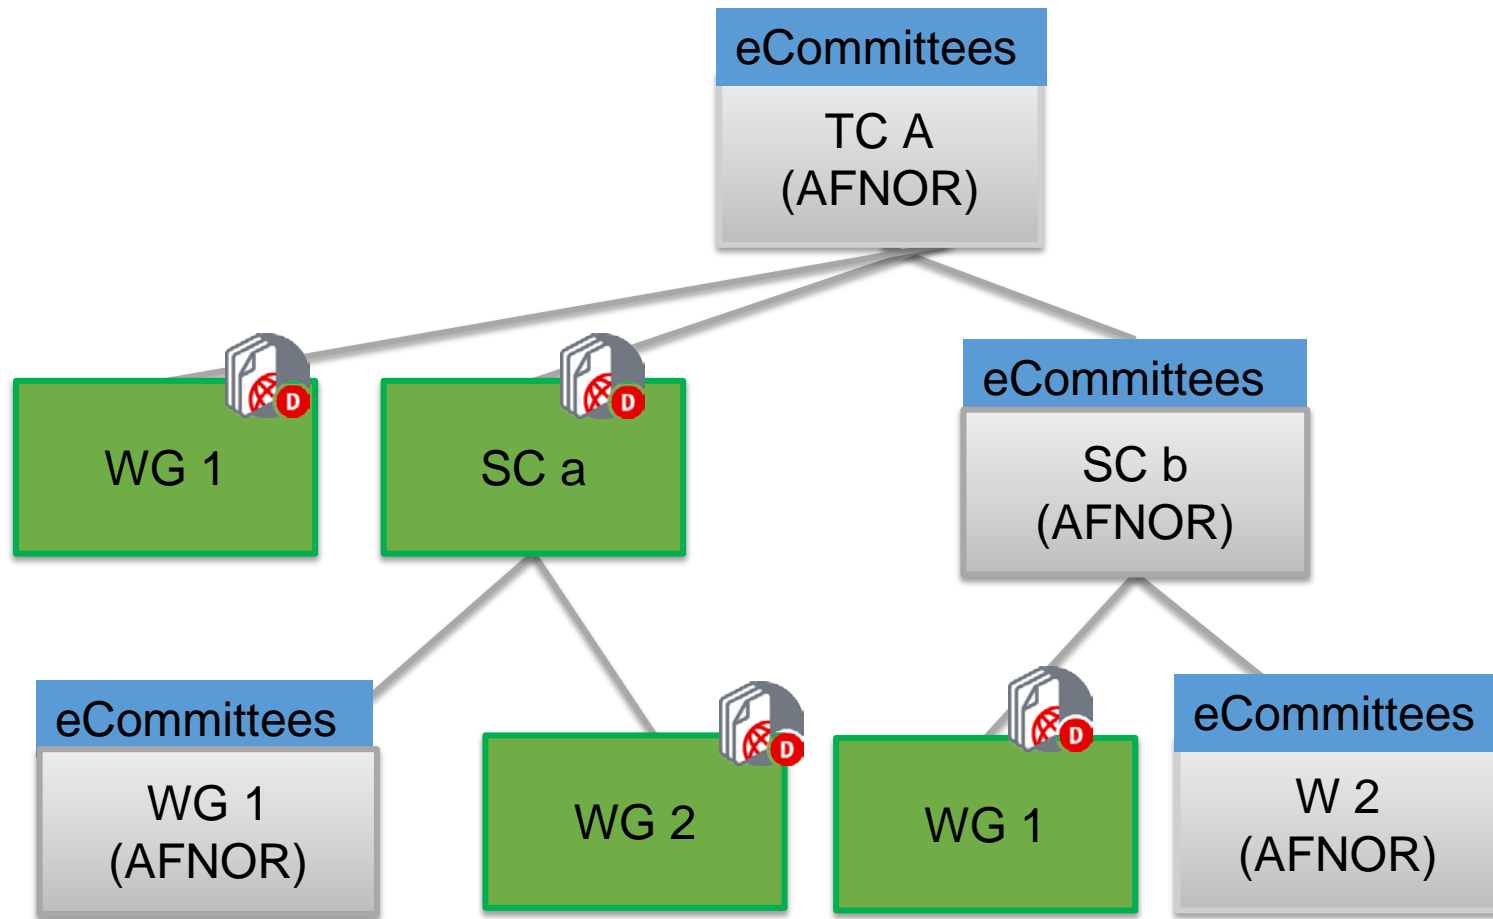 eCommittees
TC A
(AFNOR)
D
WG 1
D
SC a
eCommittees
SC b
(AFNOR)
eCommittees
WG 1
(AFNOR)
D
WG 2
D
WG 1
eCommittees
W 2
(AFNOR)